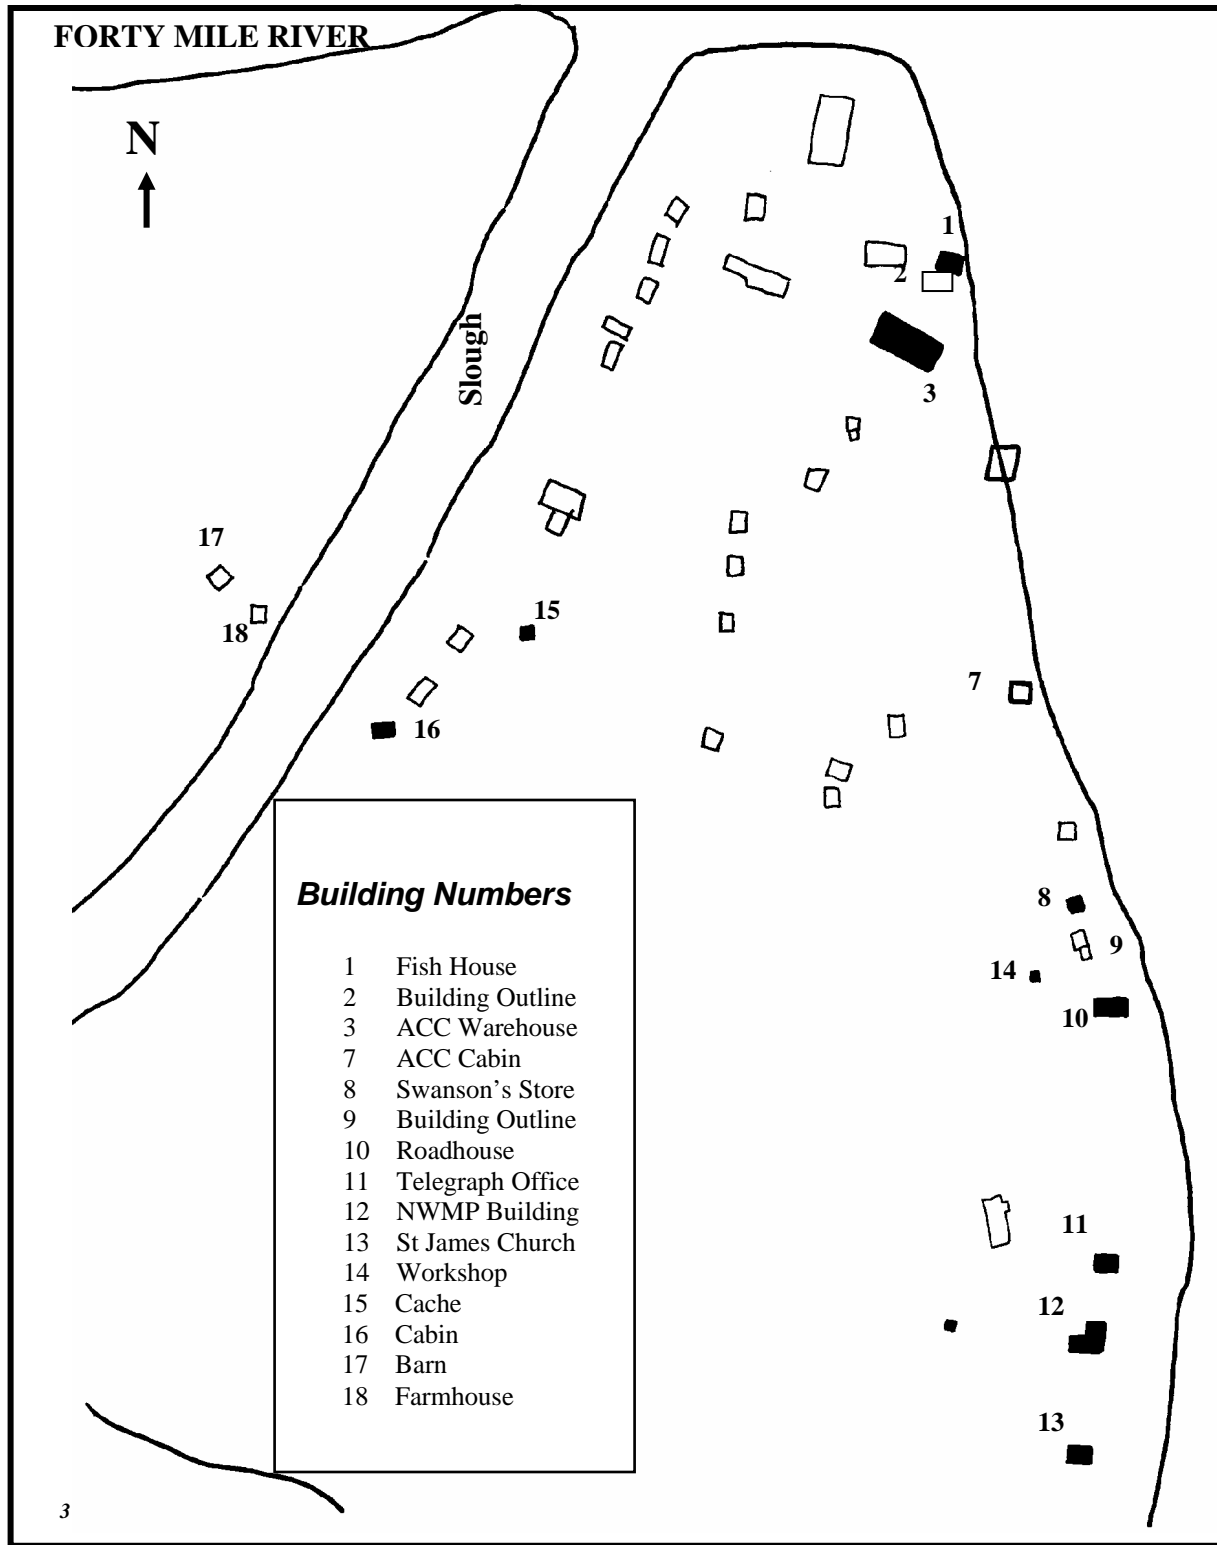 FORTY MILE RIVER
N
1
2
Slough
3
17
18
15
7
16
8
9
14
10
11
12
13
Building Numbers
1 Fish House
2 Building Outline
3 ACC Warehouse
7 ACC Cabin
8 Swanson’s Store
9 Building Outline
10 Roadhouse
11 Telegraph Office
12 NWMP Building
13 St James Church
14 Workshop
15 Cache
16 Cabin
17 Barn
18 Farmhouse
3